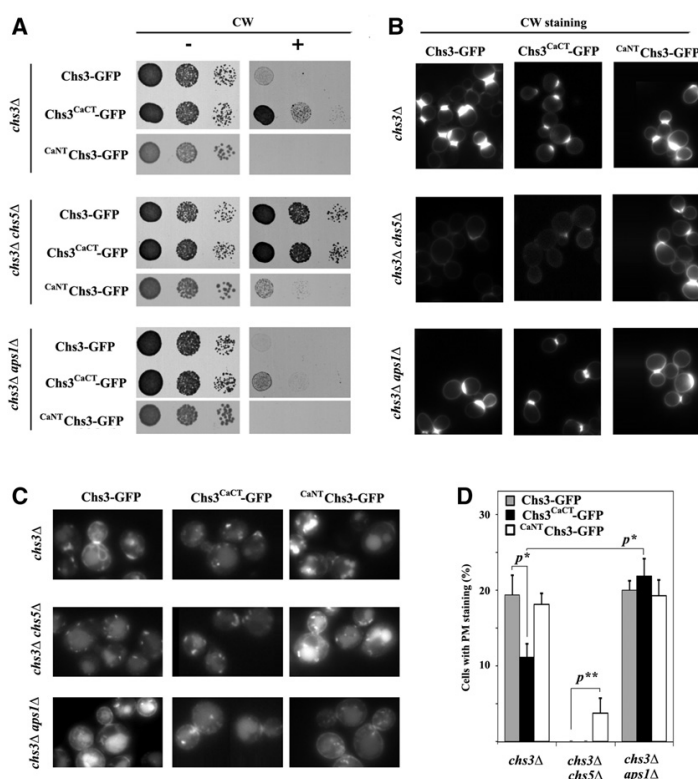 A
CW
- +
chs3Δ
Chs3-GFP
Chs3CaCT-GFP
CaNTChs3-GFP
chs3Δ chs5Δ
Chs3-GFP
Chs3CaCT-GFP
CaNTChs3-GFP
chs3Δ aps1Δ
Chs3-GFP
Chs3CaCT-GFP
CaNTChs3-GFP
B
CW staining
Chs3-GFP Chs3CaCT-GFP CaNTChs3-GFP
chs3Δ
chs3Δ chs5Δ
chs3Δ aps1Δ
C
Chs3-GFP Chs3CaCT-GFP CaNTChs3-GFP
chs3Δ
chs3Δ chs5Δ
chs3Δ aps1Δ
D
Chs3-GFP
Chs3CaCT-GFP
CaNTChs3-GFP
Cells with PM staining (%)
30
20
10
p* p*
p**
chs3Δ chs3Δ chs3Δ
chs5Δ aps1Δ